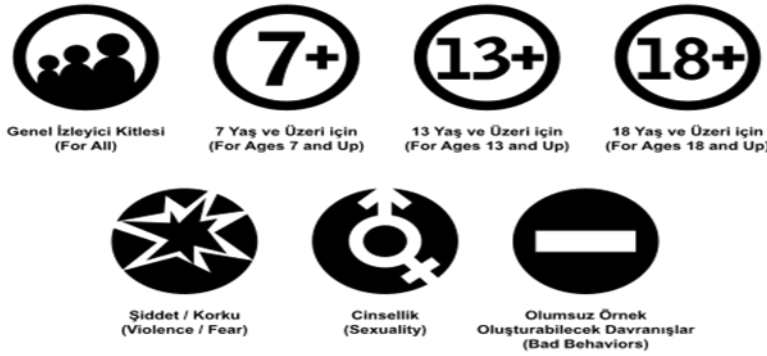 7+
13+
18+
Genel İzleyici Kitlesi
(For All)
7 Yaş ve Üzeri için
(For Ages 7 and Up)
13 Yaş ve Üzeri için
(For Ages 13 and Up)
18 Yaş ve Üzeri için
(For Ages 18 and Up)
Şiddet / Korku
(Violence / Fear)
Cinsellik
(Sexuality)
Olumsuz Örnek
Oluşturabilecek Davranışlar
(Bad Behaviors)